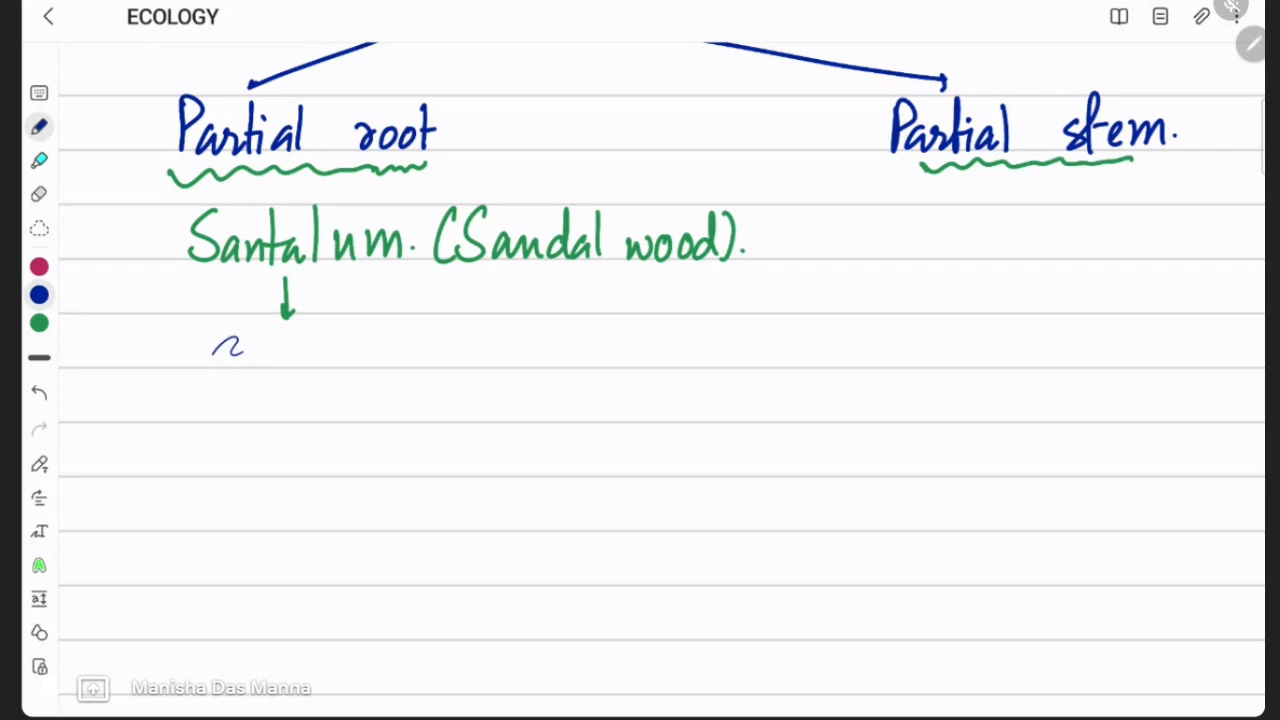 ECOLOGY
Partial root
Partial stem.
Santalum. (Sandal wood).
Manisha Das Manna